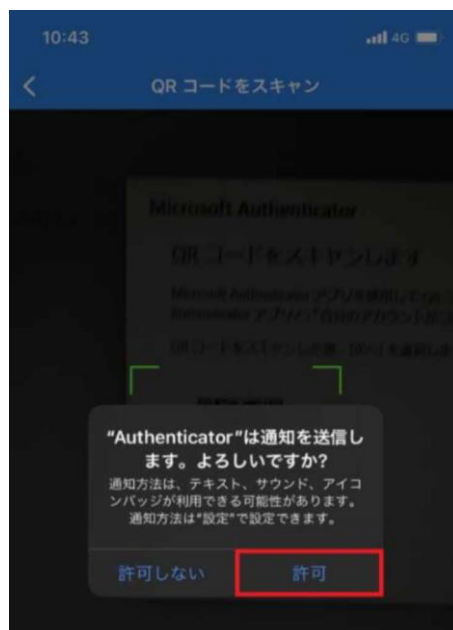 10:43
4G
QR コードをスキャン
Microsoft Authenticator
QR コードをスキャンします
"Authenticator"は通知を送信し
ます。よろしいですか?
通知方法は、テキスト、サウンド、アイコ
ンバッジが利用できる可能性があります。
通知方法は"設定"で設定できます。
許可しない
許可